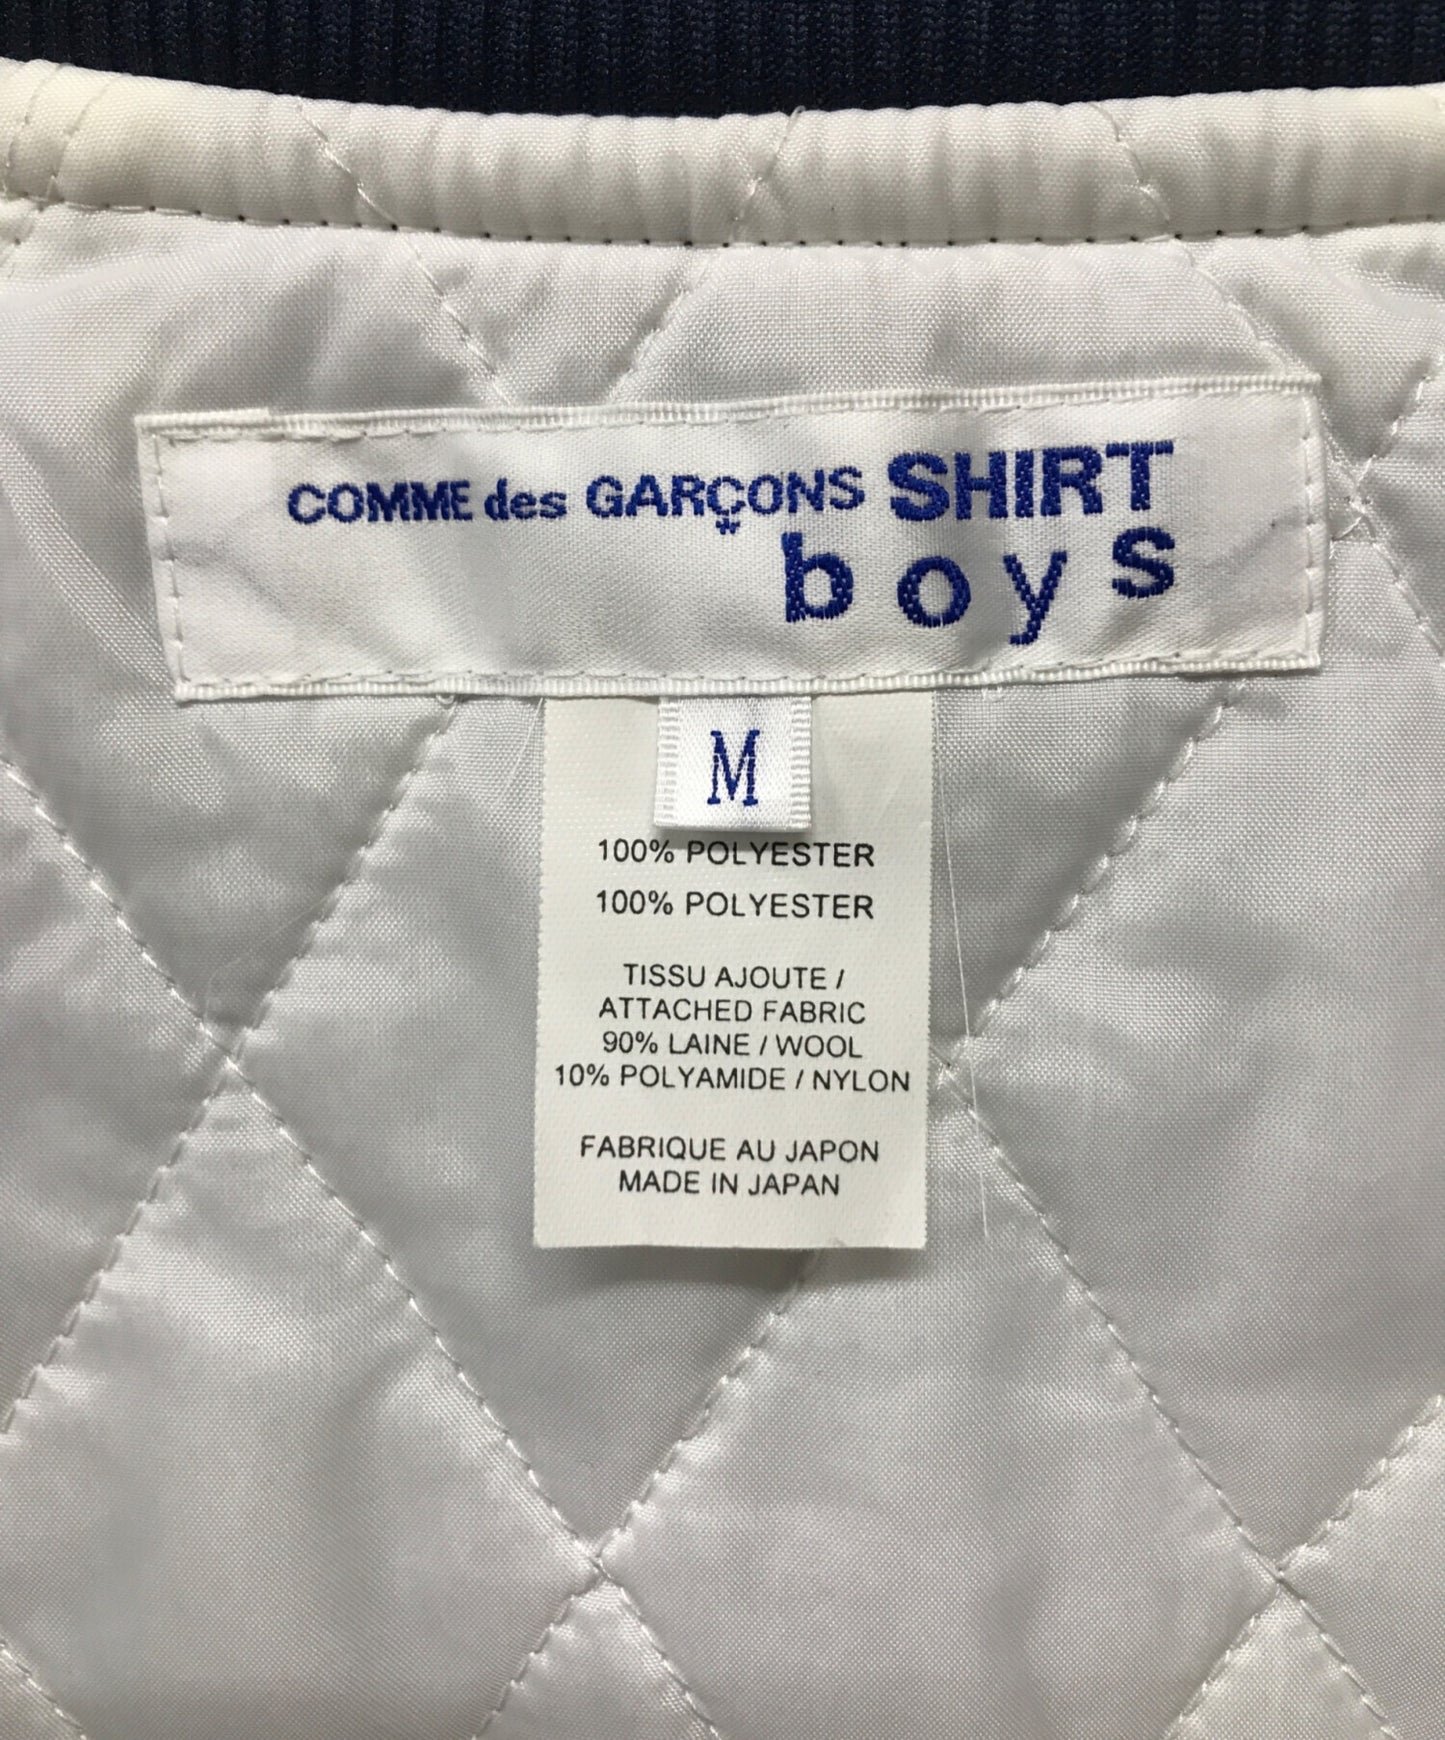 COMME des GARÇONS SHIRT
boys
M
100% POLYESTER
100% POLYESTER
TISSU AJOUTE /
ATTACHED FABRIC
90% LAINE / WOOL
10% POLYAMIDE / NYLON
FABRIQUE AU JAPON
MADE IN JAPAN